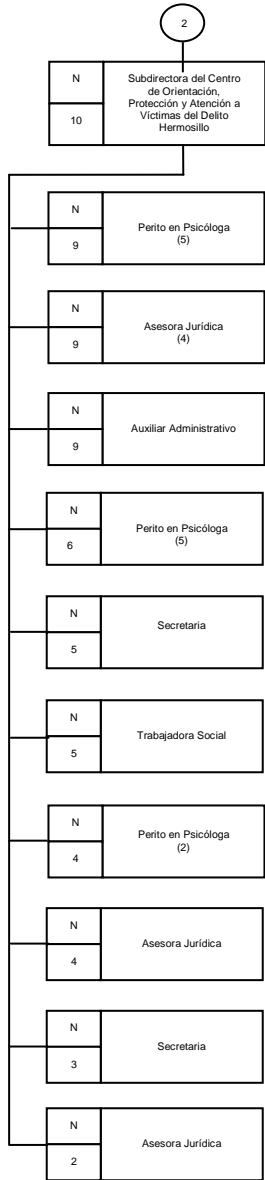 2
N
10
Subdirectora del Centro
de Orientación,
Protección y Atención a
Víctimas del Delito
Hermosillo
N
9
Perito en Psicóloga
(5)
N
9
Asesora Jurídica
(4)
N
9
Auxiliar Administrativo
N
6
Perito en Psicóloga
(5)
N
5
Secretaria
N
5
Trabajadora Social
N
4
Perito en Psicóloga
(2)
N
4
Asesora Jurídica
N
3
Secretaria
N
2
Asesora Jurídica